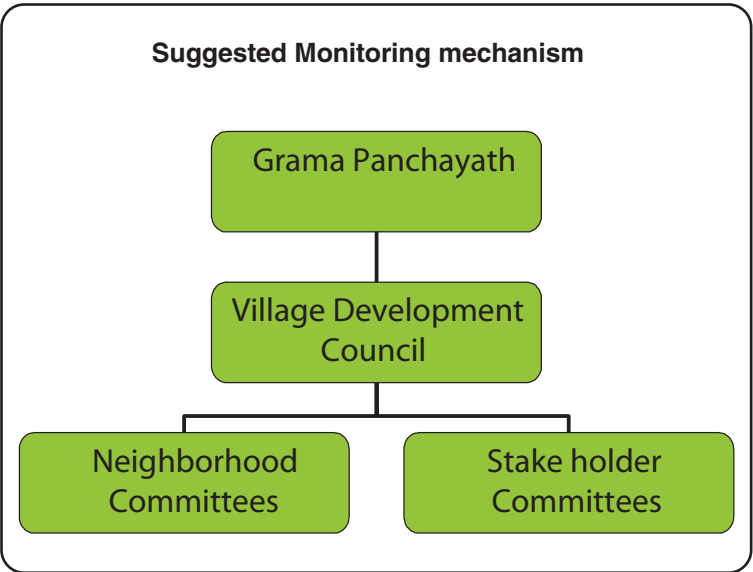 Suggested Monitoring mechanism
Grama Panchayath
Village Development
Council
Neighborhood
Committees
Stake holder
Committees